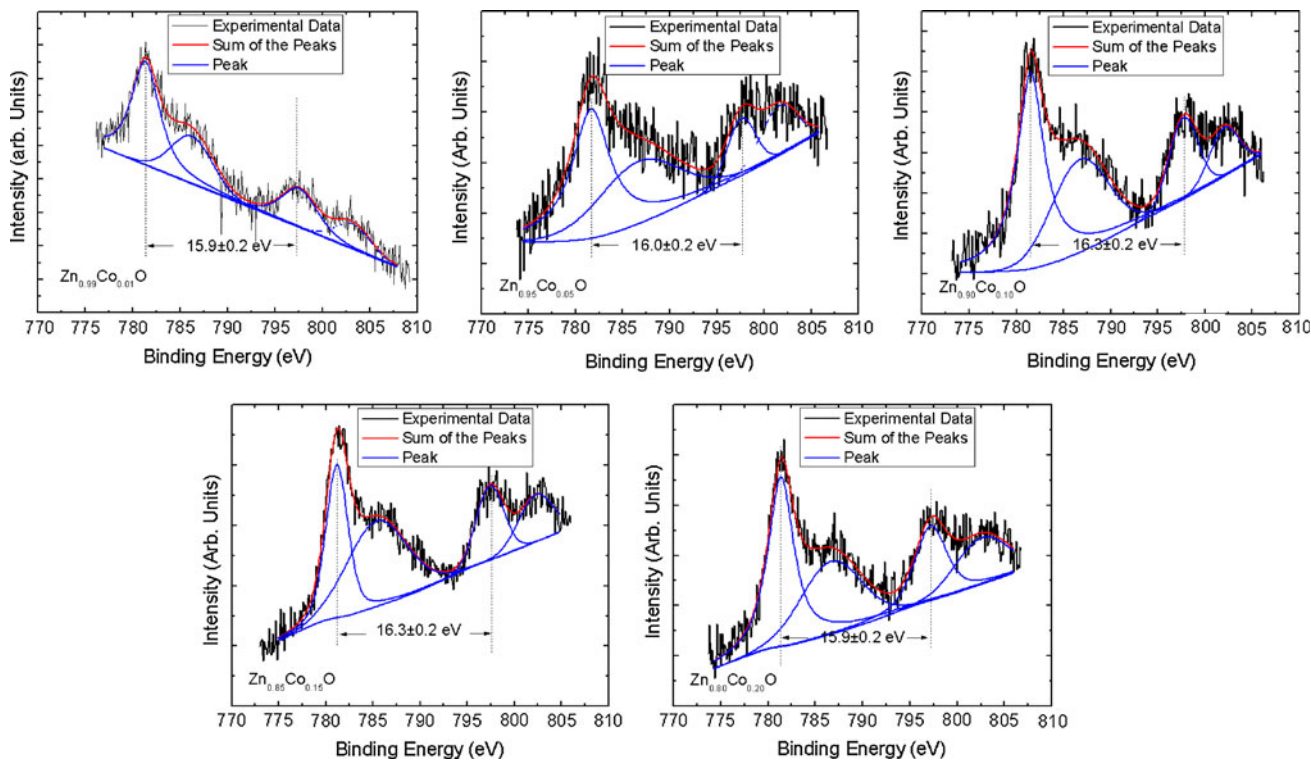 Experimental Data
Sum of the Peaks
Peak
Intensity (arb. Units)
15.9±0.2 eV
Zn0.99Co0.01O
770 775 780 785 790 795 800 805 810
Binding Energy (eV)
Experimental Data
Sum of the Peaks
Peak
Intensity (Arb. Units)
16.0±0.2 eV
Zn0.95Co0.05O
770 775 780 785 790 795 800 805 810
Binding Energy (eV)
Experimental Data
Sum of the Peaks
Peak
Intensity (Arb. Units)
16.3±0.2 eV
Zn0.90Co0.10O
770 775 780 785 790 795 800 805 810
Binding Energy (eV)
Experimental Data
Sum of the Peaks
Peak
Intensity (Arb. Units)
16.3±0.2 eV
Zn0.85Co0.15O
770 775 780 785 790 795 800 805 810
Binding Energy (eV)
Experimental Data
Sum of the Peaks
Peak
Intensity (Arb. Units)
15.9±0.2 eV
Zn0.80Co0.20O
770 775 780 785 790 795 800 805 810
Binding Energy (eV)